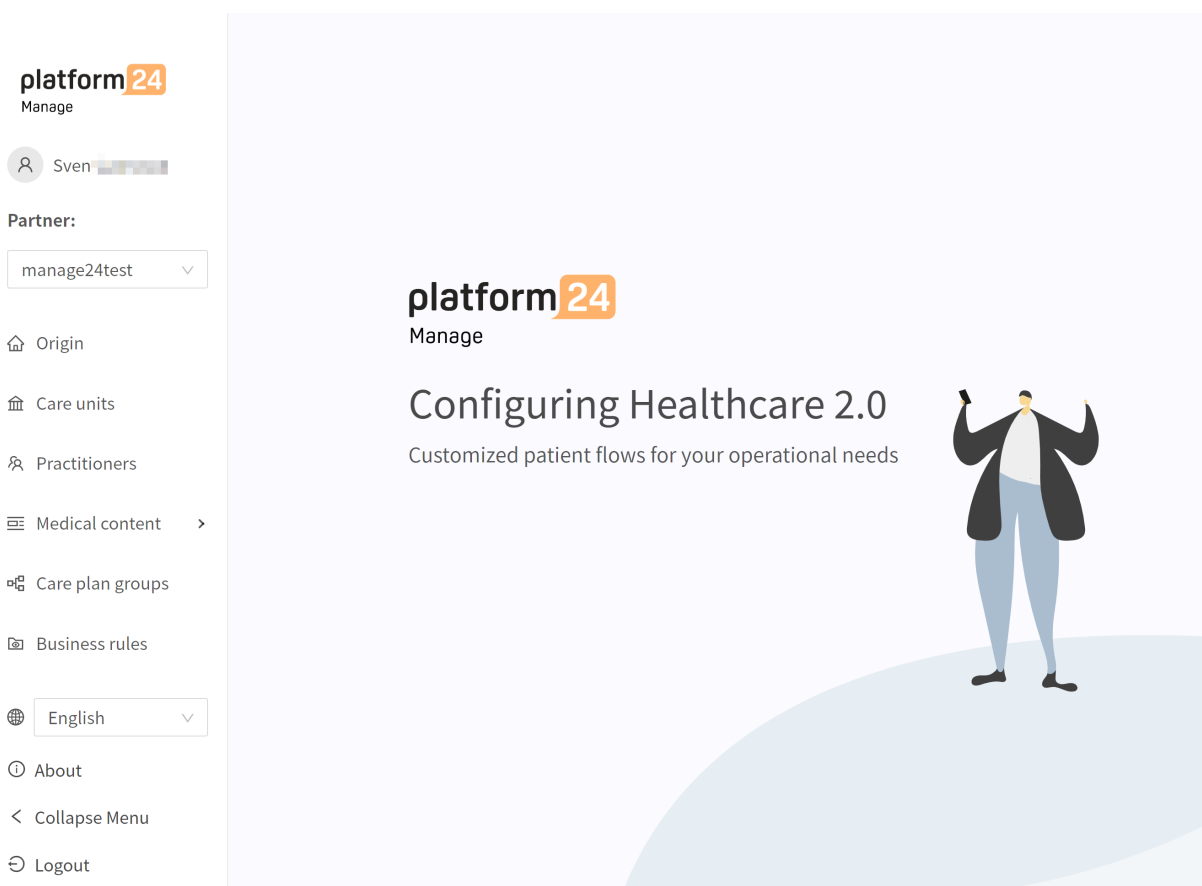 platform24
Manage
Sven
Partner:
manage24test
Origin
Care units
Practitioners
Medical content
Care plan groups
Business rules
English
About
Collapse Menu
Logout
platform24
Manage
Configuring Healthcare 2.0
Customized patient flows for your operational needs